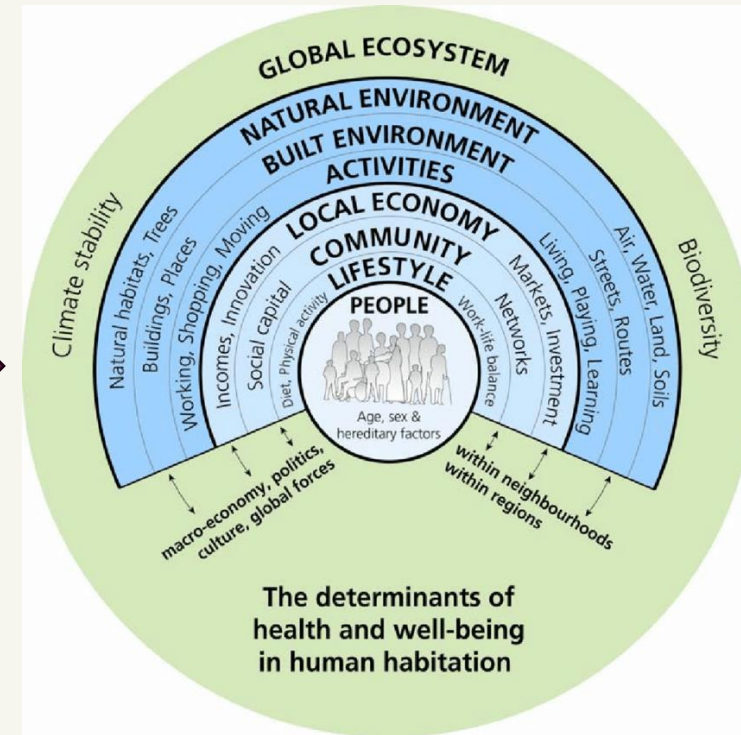 GLOBAL ECOSYSTEM
NATURAL ENVIRONMENT
BUILT ENVIRONMENT
ACTIVITIES
LOCAL ECONOMY
COMMUNITY
LIFESTYLE
PEOPLE
Age, sex &
hereditary factors
Climate stability
Natural habitats, Trees
Buildings, Places
Working, Shopping, Moving
Incomes, Innovation
Social capital
Diet, Physical activity
Work-life balance
Networks
Markets, Investment
Living, Playing, Learning
Streets, Routes
Air, Water, Land, Soils
Biodiversity
macro-economy, politics,
culture, global forces
within neighbourhoods
within regions
The determinants of
health and well-being
in human habitation